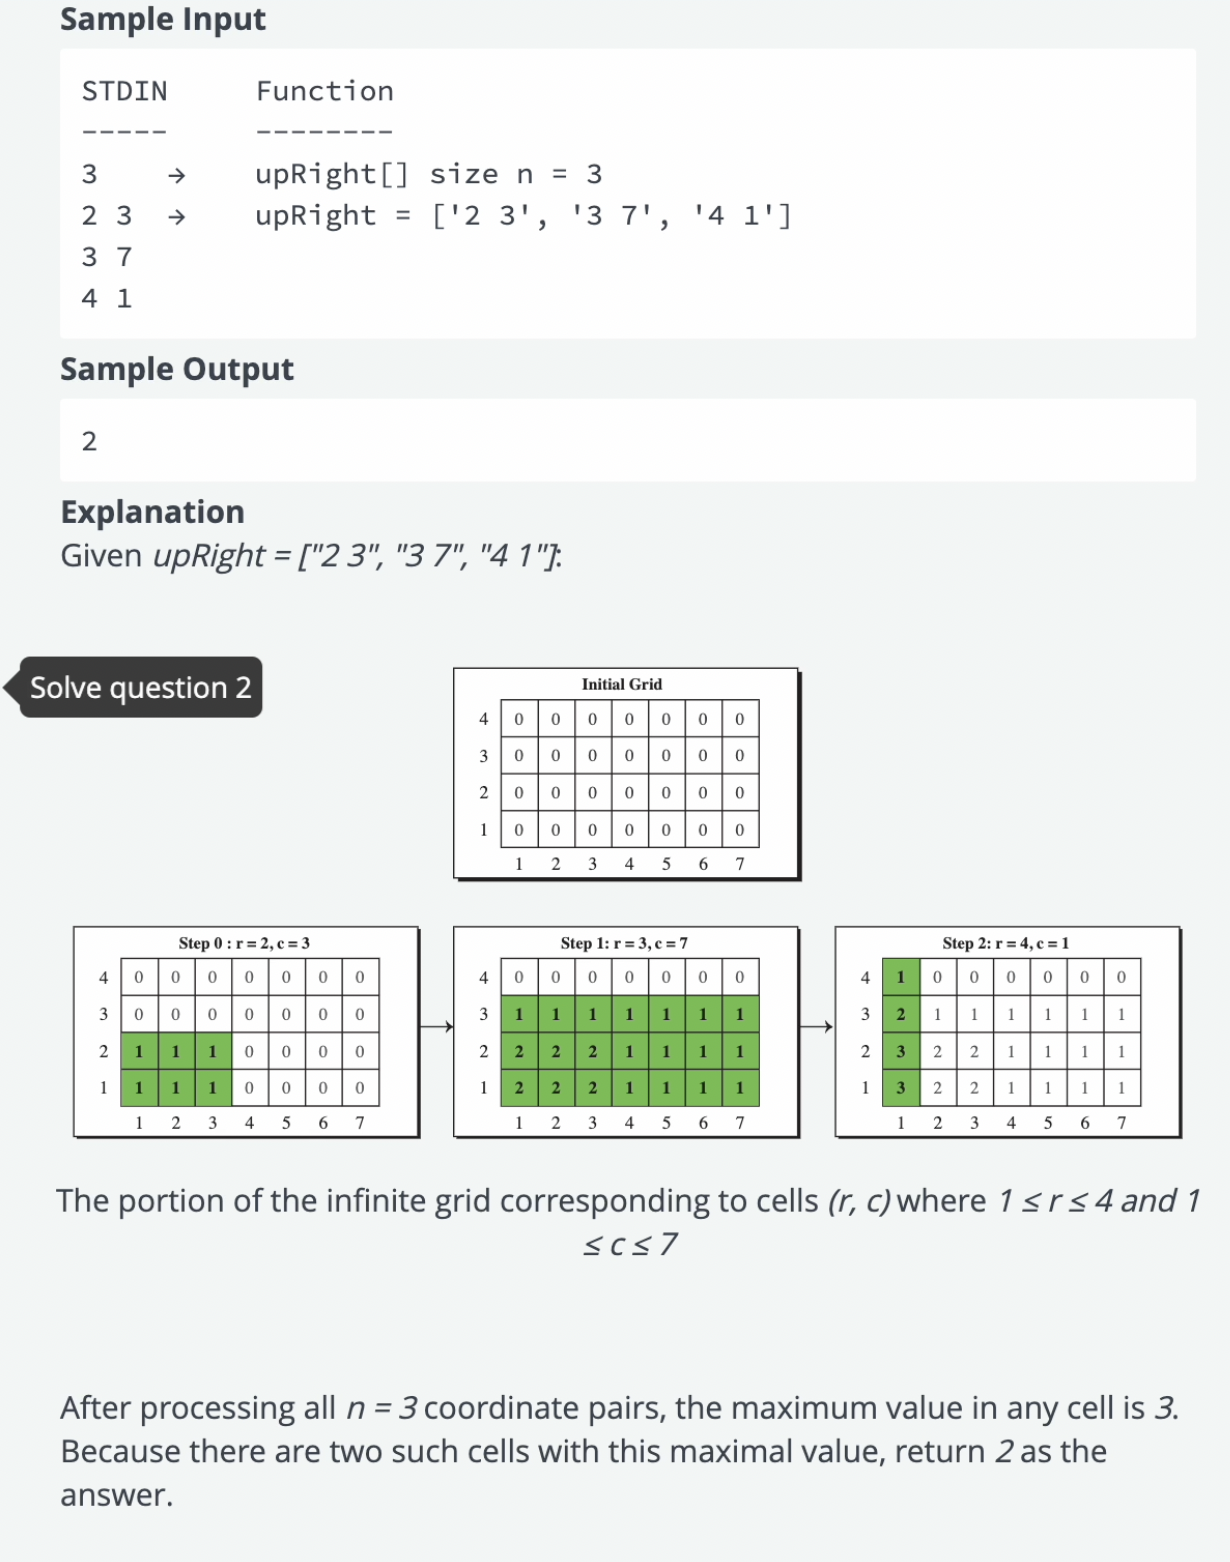 Sample Input
STDIN Function
----- --------
3 → upRight[] size n = 3
2 3 → upRight = ['2 3', '3 7', '4 1']
3 7
4 1
Sample Output
2
Explanation
Given upRight = ["2 3", "3 7", "4 1"]:
Solve question 2
Initial Grid
4 0 0 0 0 0 0 0
3 0 0 0 0 0 0 0
2 0 0 0 0 0 0 0
1 0 0 0 0 0 0 0
1 2 3 4 5 6 7
Step 0 : r = 2, c = 3
4 0 0 0 0 0 0 0
3 0 0 0 0 0 0 0
2 1 1 1 0 0 0 0
1 1 1 1 0 0 0 0
1 2 3 4 5 6 7
Step 1: r = 3, c = 7
4 0 0 0 0 0 0 0
3 1 1 1 1 1 1 1
2 2 2 2 1 1 1 1
1 2 2 2 1 1 1 1
1 2 3 4 5 6 7
Step 2: r = 4, c = 1
4 1 0 0 0 0 0 0
3 2 1 1 1 1 1 1
2 3 2 2 1 1 1 1
1 3 2 2 1 1 1 1
1 2 3 4 5 6 7
The portion of the infinite grid corresponding to cells (r, c) where 1 ≤ r ≤ 4 and 1
≤ c ≤ 7
After processing all n = 3 coordinate pairs, the maximum value in any cell is 3.
Because there are two such cells with this maximal value, return 2 as the
answer.